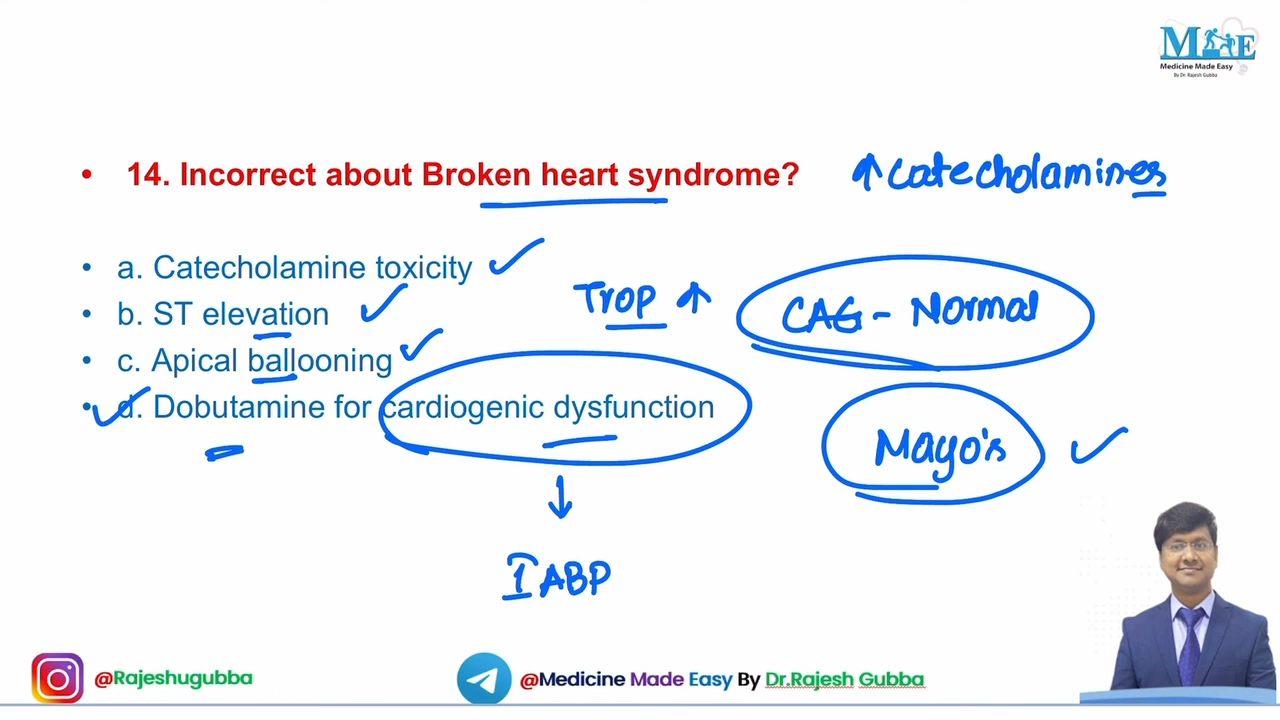 MME
Medicine Made Easy
By Dr. Rajesh Gubba
• 14. Incorrect about Broken heart syndrome?
↑ Catecholamines
• a. Catecholamine toxicity
• b. ST elevation
• c. Apical ballooning
• d. Dobutamine for cardiogenic dysfunction
Trop ↑
CAG - Normal
Mayo's
↓
IABP
@Rajeshugubba
@Medicine Made Easy By Dr.Rajesh Gubba